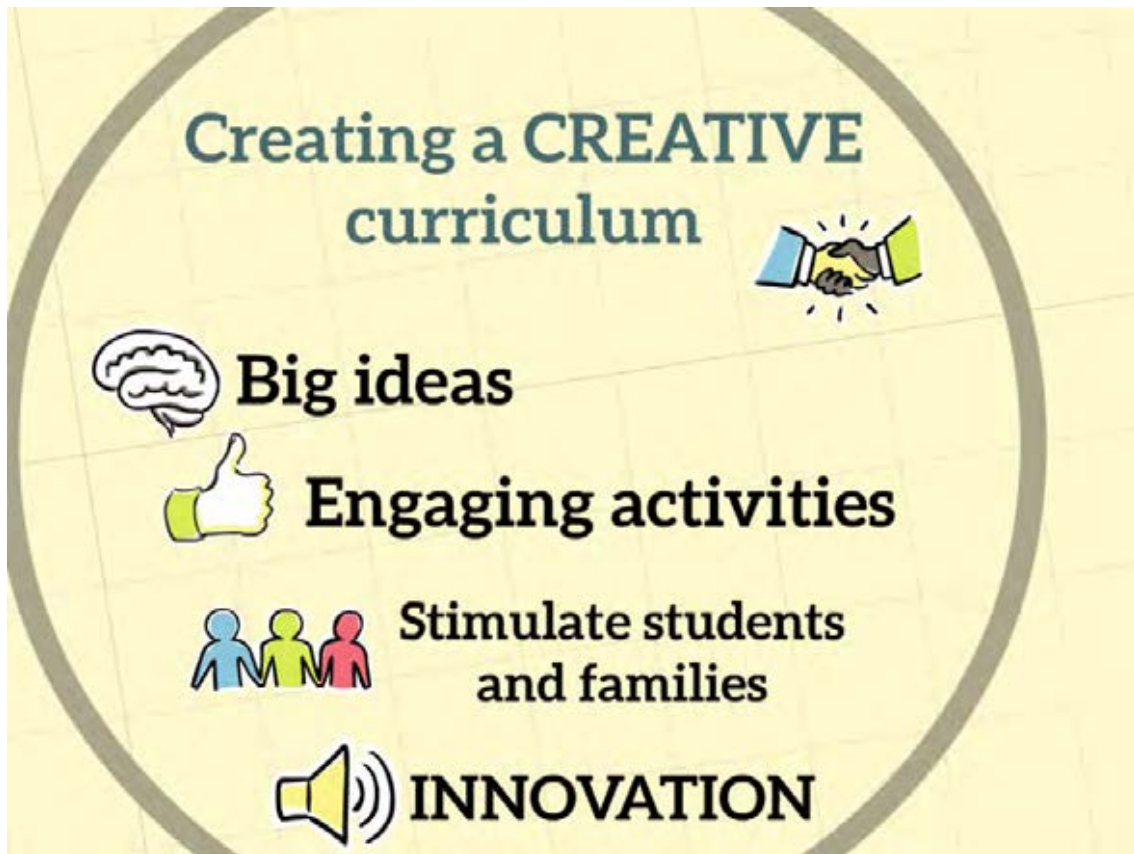 Creating a CREATIVE
curriculum
Big ideas
Engaging activities
Stimulate students
and families
INNOVATION